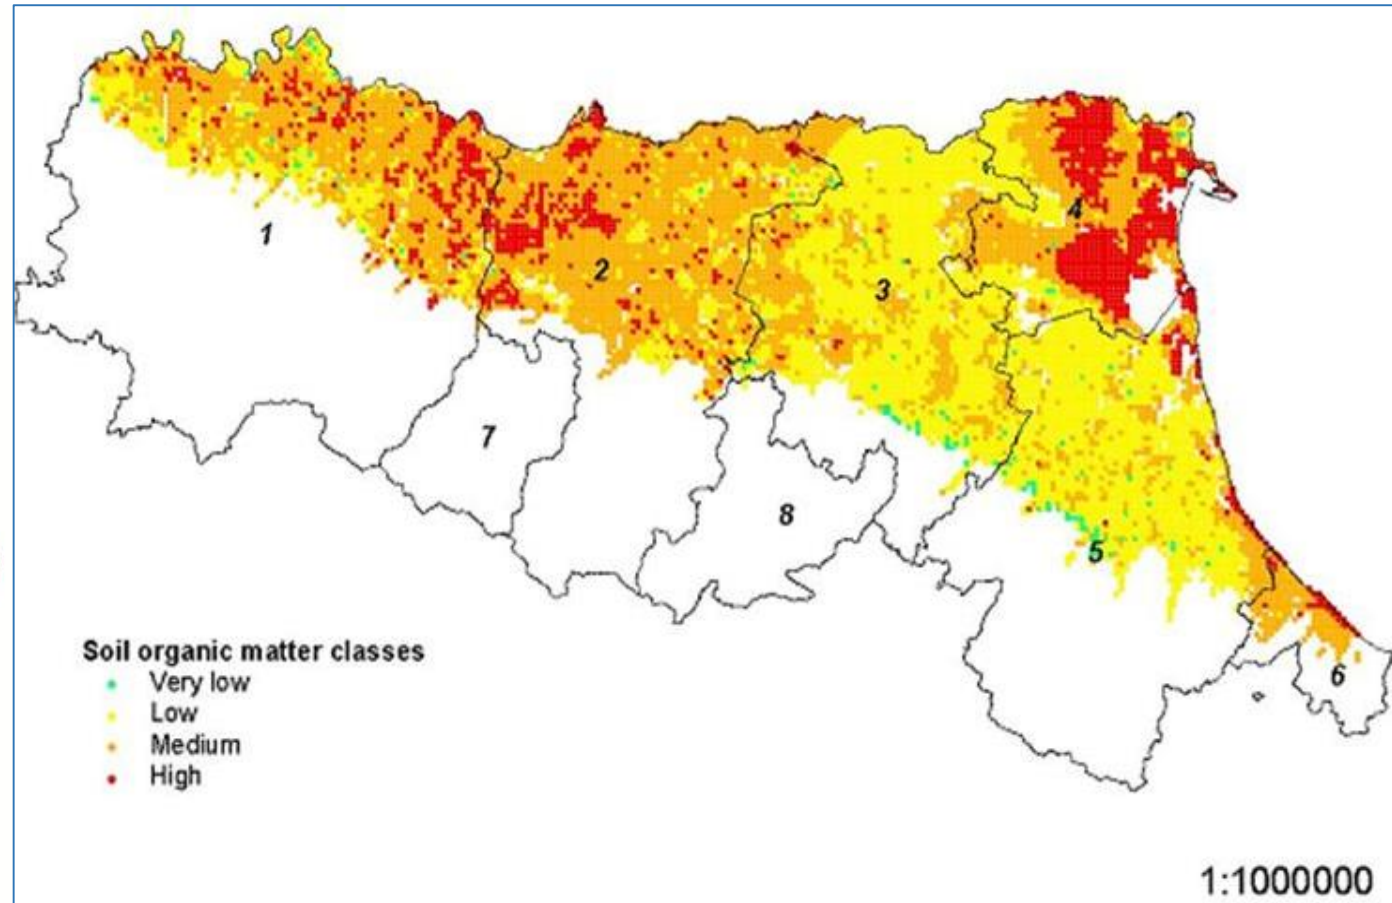 1
2
3
4
5
6
7
8
Soil organic matter classes
Very low
Low
Medium
High
1:1000000